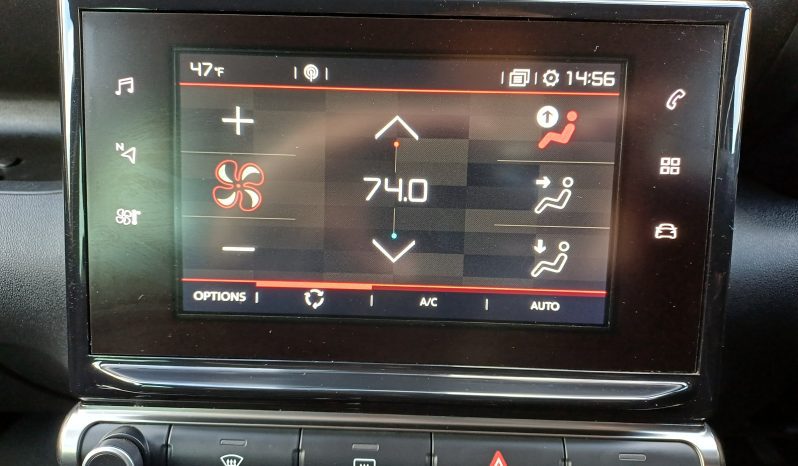 47°F 14:56
N
74.0
OPTIONS A/C AUTO